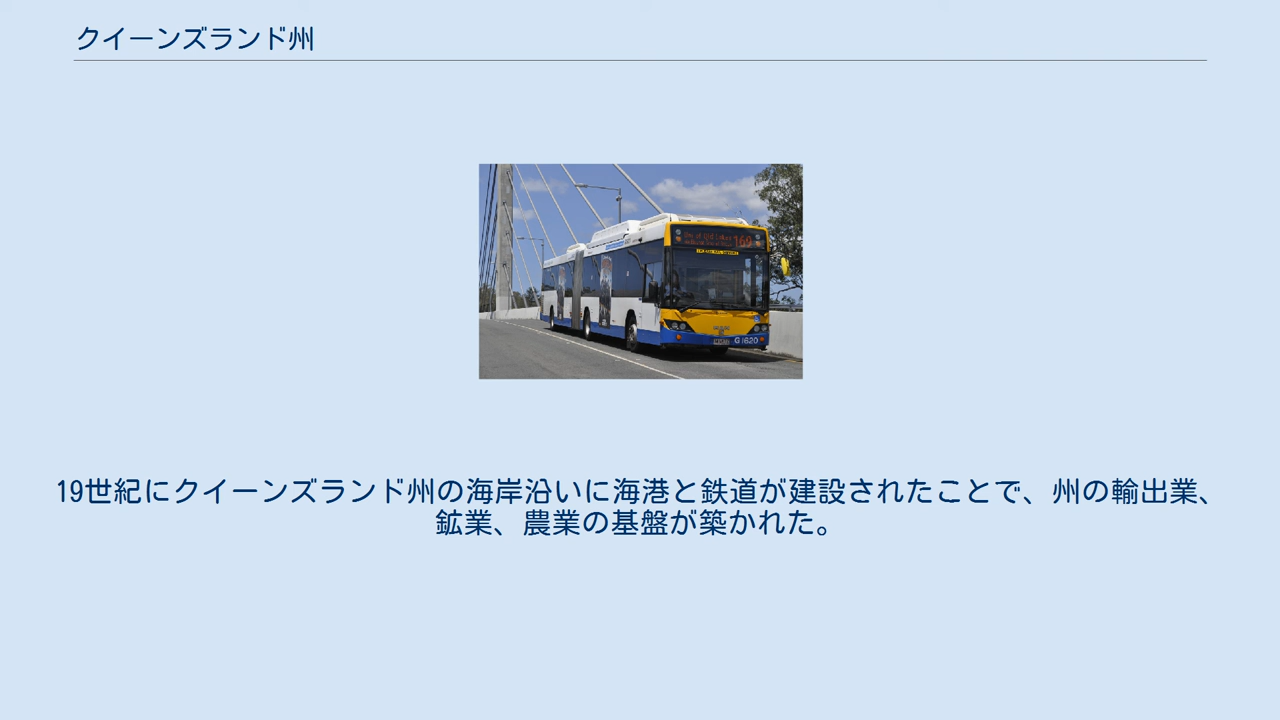 クイーンズランド州
169
G1620
19世紀にクイーンズランド州の海岸沿いに海港と鉄道が建設されたことで、州の輸出業、
鉱業、農業の基盤が築かれた。